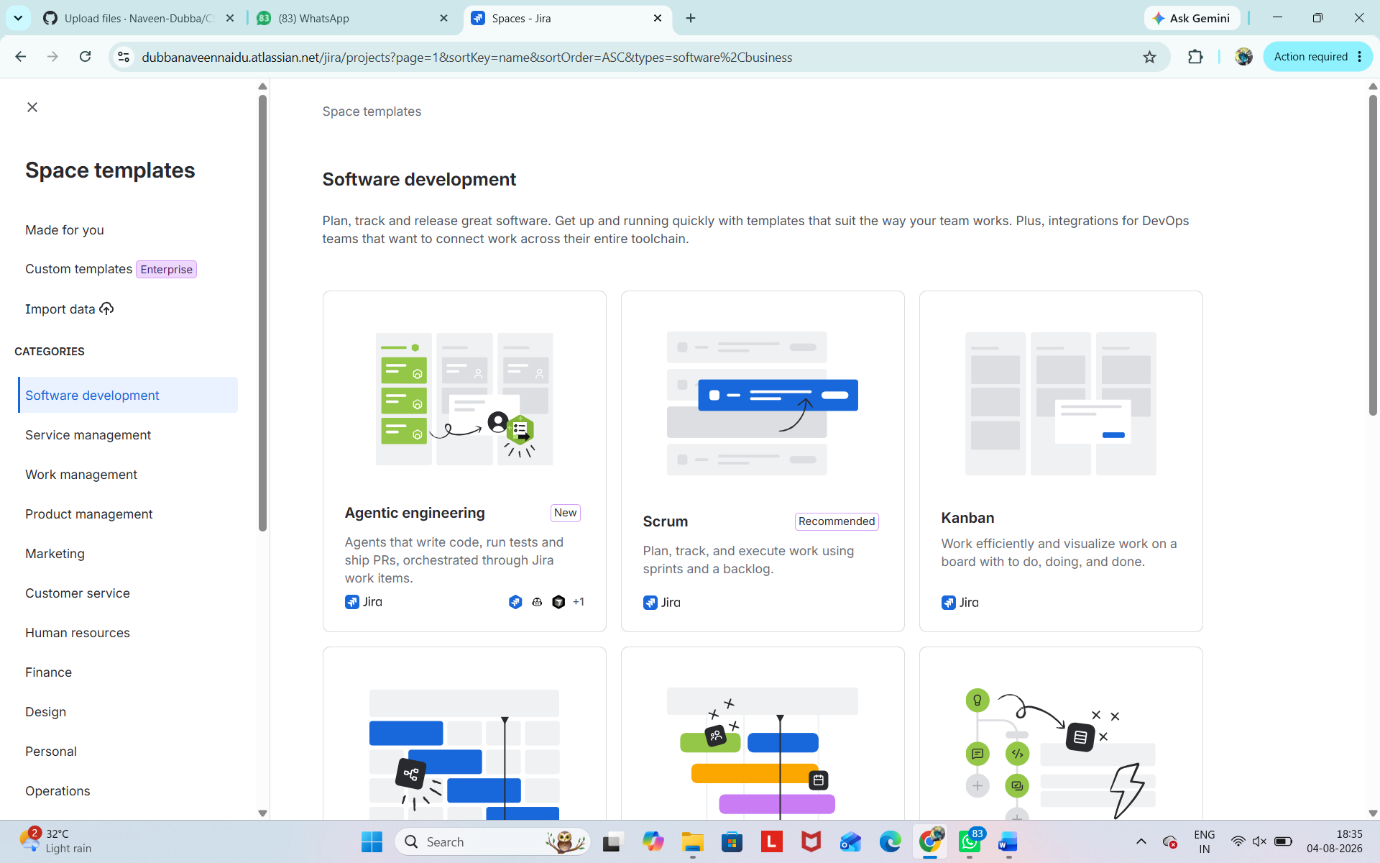 Upload files · Naveen-Dubba/C
83
(83) WhatsApp
Spaces - Jira
Ask Gemini
dubbanaveennaidu.atlassian.net/jira/projects?page=1&sortKey=name&sortOrder=ASC&types=software%2Cbusiness
Action required
Space templates
Made for you
Custom templates Enterprise
Import data
CATEGORIES
Software development
Service management
Work management
Product management
Marketing
Customer service
Human resources
Finance
Design
Personal
Operations
Space templates
Software development
Plan, track and release great software. Get up and running quickly with templates that suit the way your team works. Plus, integrations for DevOps
teams that want to connect work across their entire toolchain.
Agentic engineering New
Agents that write code, run tests and
ship PRs, orchestrated through Jira
work items.
Jira +1
Scrum Recommended
Plan, track, and execute work using
sprints and a backlog.
Jira
Kanban
Work efficiently and visualize work on a
board with to do, doing, and done.
Jira
2
32°C
Light rain
Search
L
83
W
ENG
IN
18:35
04-08-2026